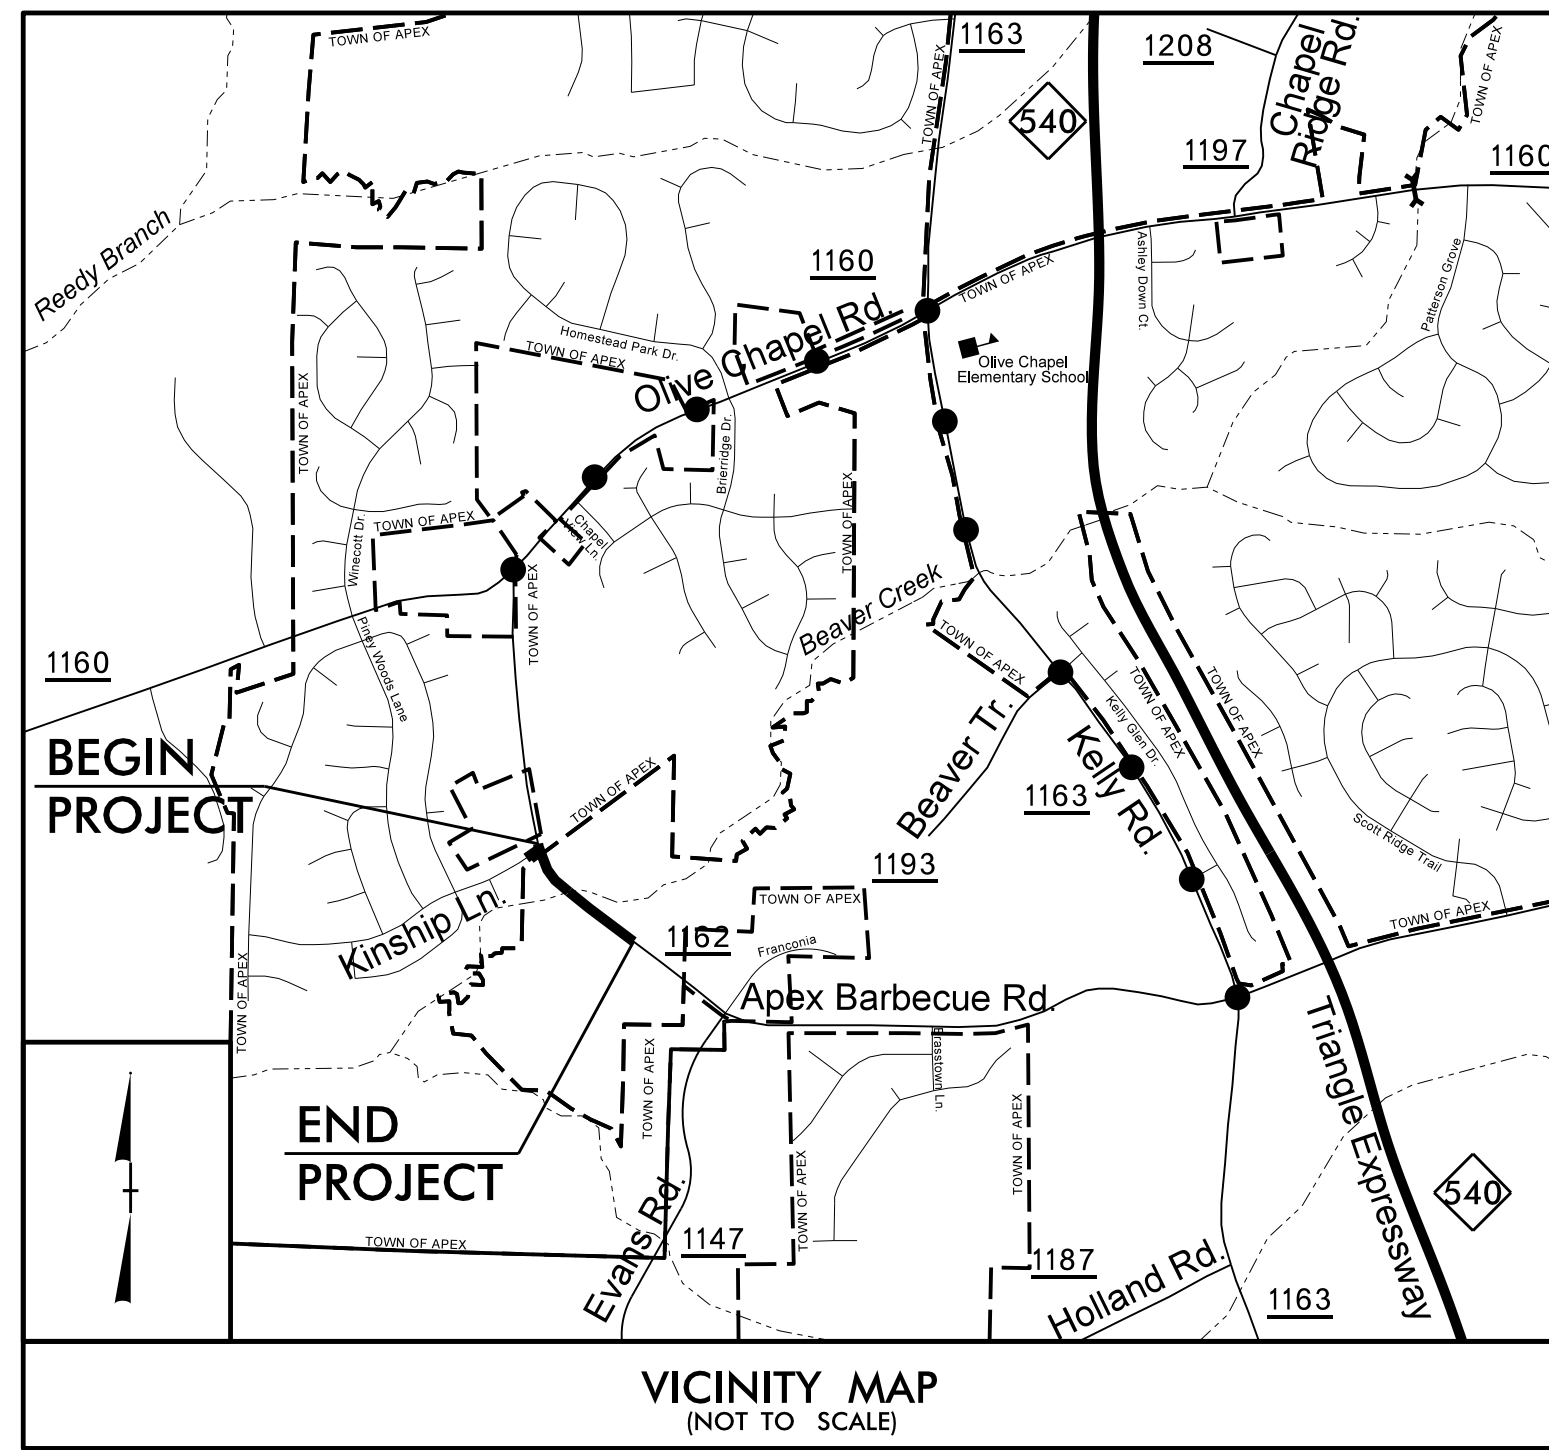 TOWN OF APEX
1163
1208
Chapel
Ridge Rd.
TOWN OF APEX
TOWN OF APEX
540
1197
1160
Reedy Branch
1160
Ashley Down Ct.
Patterson Grove
TOWN OF APEX
Homestead Park Dr.
TOWN OF APEX
Olive Chapel Rd.
Olive Chapel
Elementary School
TOWN OF APEX
Brierridge Dr.
TOWN OF APEX
TOWN OF APEX
Chapel
View Ln.
Winecott Dr.
TOWN OF APEX
Beaver Creek
Piney Woods Lane
1160
TOWN OF APEX
TOWN OF APEX
TOWN OF APEX
Kelly Glen Dr.
Beaver Tr.
Kelly Rd.
BEGIN
PROJECT
TOWN OF APEX
1163
Scott Ridge Trail
1193
TOWN OF APEX
TOWN OF APEX
Kinship Ln.
1162
Franconia
TOWN OF APEX
Apex Barbecue Rd.
Triangle Expressway
Brasstown Ln.
TOWN OF APEX
TOWN OF APEX
END
PROJECT
TOWN OF APEX
540
TOWN OF APEX
Evans Rd.
1147
1187
Holland Rd.
1163
VICINITY MAP
(NOT TO SCALE)